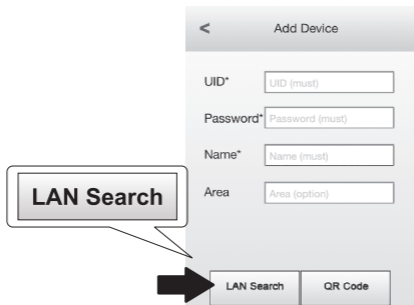 < Add Device
UID* UID (must)
Password* Password (must)
Name* Name (must)
LAN Search
Area Area (option)
LAN Search QR Code